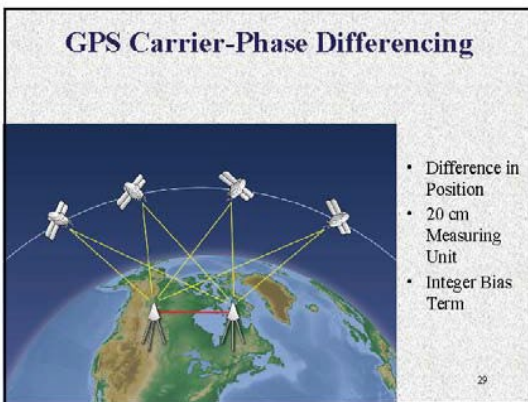 GPS Carrier-Phase Differencing
• Difference in
Position
• 20 cm
Measuring
Unit
• Integer Bias
Term
29